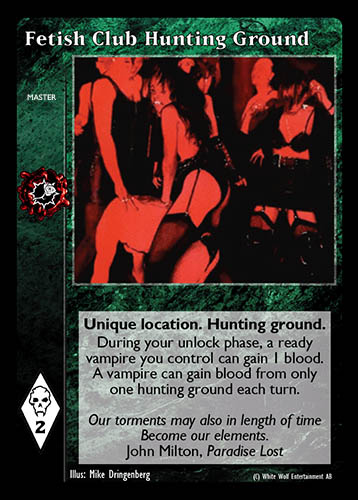 Fetish Club Hunting Ground
MASTER
Unique location. Hunting ground.
During your unlock phase, a ready
vampire you control can gain 1 blood.
A vampire can gain blood from only
one hunting ground each turn.
Our torments may also in length of time
Become our elements.
John Milton, Paradise Lost
2
Illus: Mike Dringenberg
(C) White Wolf Entertainment AB